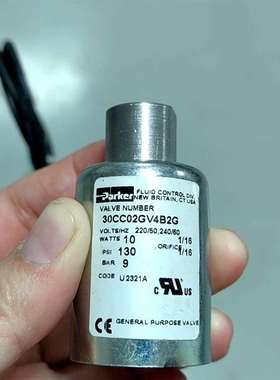 Parker
FLUID CONTROL DIV.
NEW BRITAIN, CT.USA
VALVE NUMBER
30CC02GV4B2G
VOLTS/HZ 220/50,240/60
WATTS 10 1/16
PSI 130 ORIFICE 1/16
BAR 9
CODE U2321A
CE GENERAL PURPOSE VALVE
c RU US